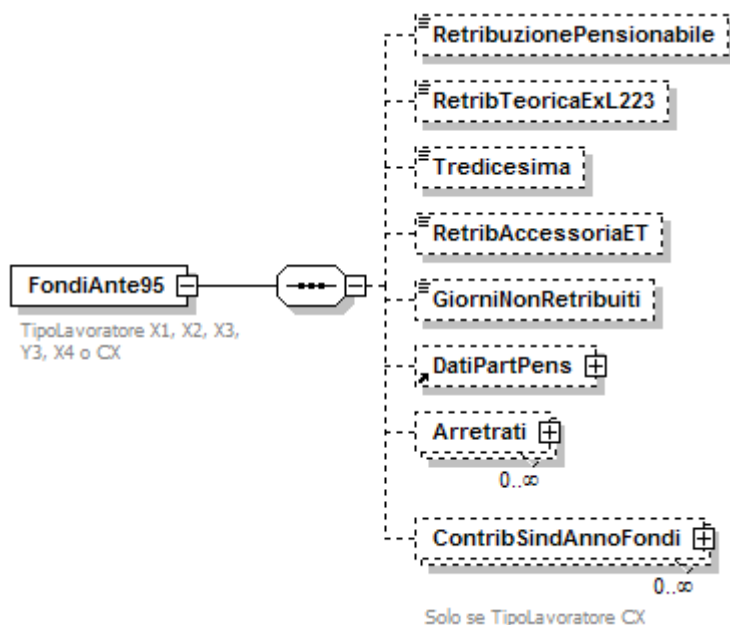 RetribuzionePensionabile
RetribTeoricaExL223
Tredicesima
RetribAccessoriaET
FondiAnte95
TipoLavoratore X1, X2, X3,
Y3, X4 o CX
GiorniNonRetribuiti
DatiPartPens
Arretrati
0..∞
ContribSindAnnoFondi
0..∞
Solo se TipoLavoratore CX